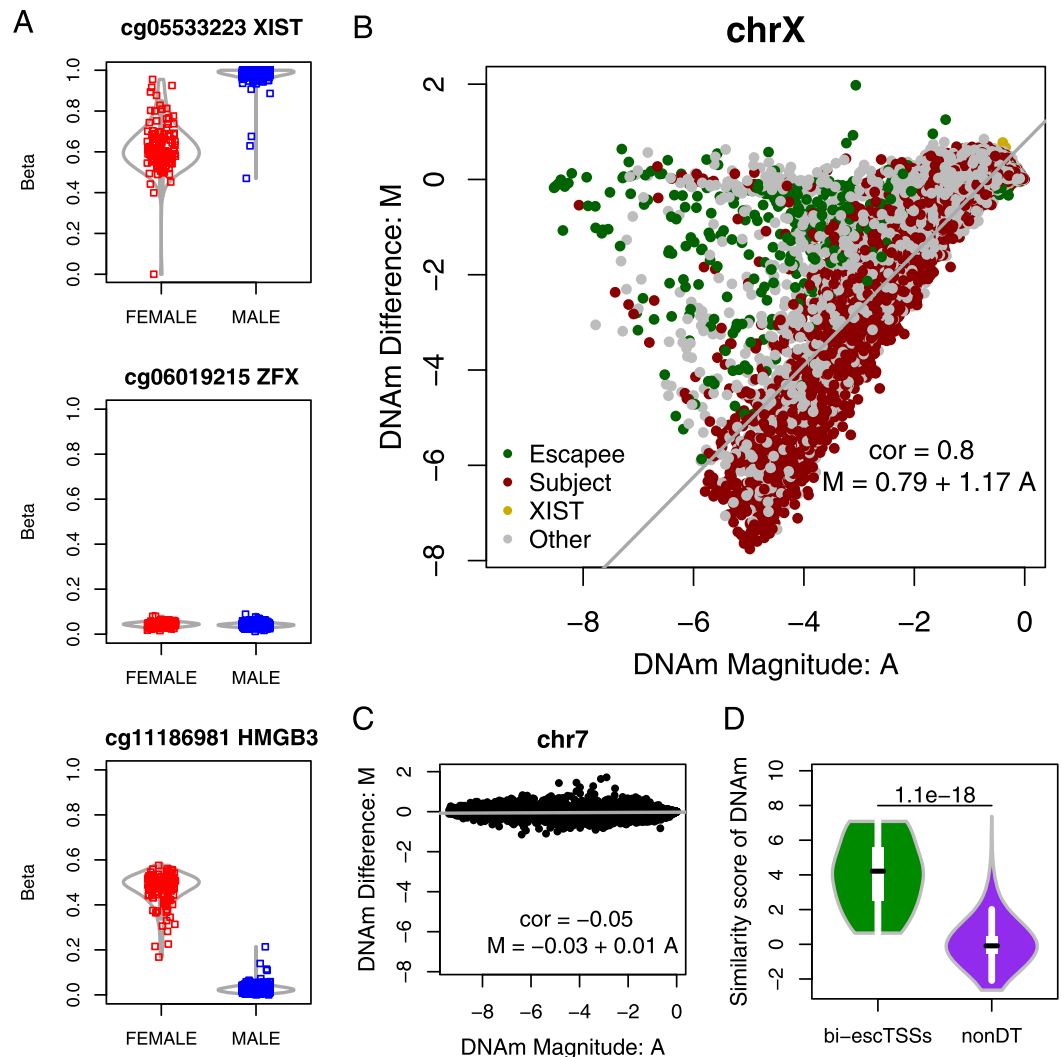 A
cg05533223 XIST
Beta
1.0
0.8
0.6
0.4
0.2
0.0
FEMALE
MALE
cg06019215 ZFX
Beta
1.0
0.8
0.6
0.4
0.2
0.0
FEMALE
MALE
cg11186981 HMGB3
Beta
1.0
0.8
0.6
0.4
0.2
0.0
FEMALE
MALE
B
chrX
DNAm Difference: M
2
0
−2
−4
−6
−8
Escapee
Subject
XIST
Other
cor = 0.8
M = 0.79 + 1.17 A
−8
−6
−4
−2
0
DNAm Magnitude: A
C
chr7
DNAm Difference: M
2
0
−2
−4
−6
−8
cor = −0.05
M = −0.03 + 0.01 A
−8
−6
−4
−2
0
DNAm Magnitude: A
D
Similarity score of DNAm
10
8
6
4
2
0
−2
1.1e−18
bi−escTSSs
nonDT